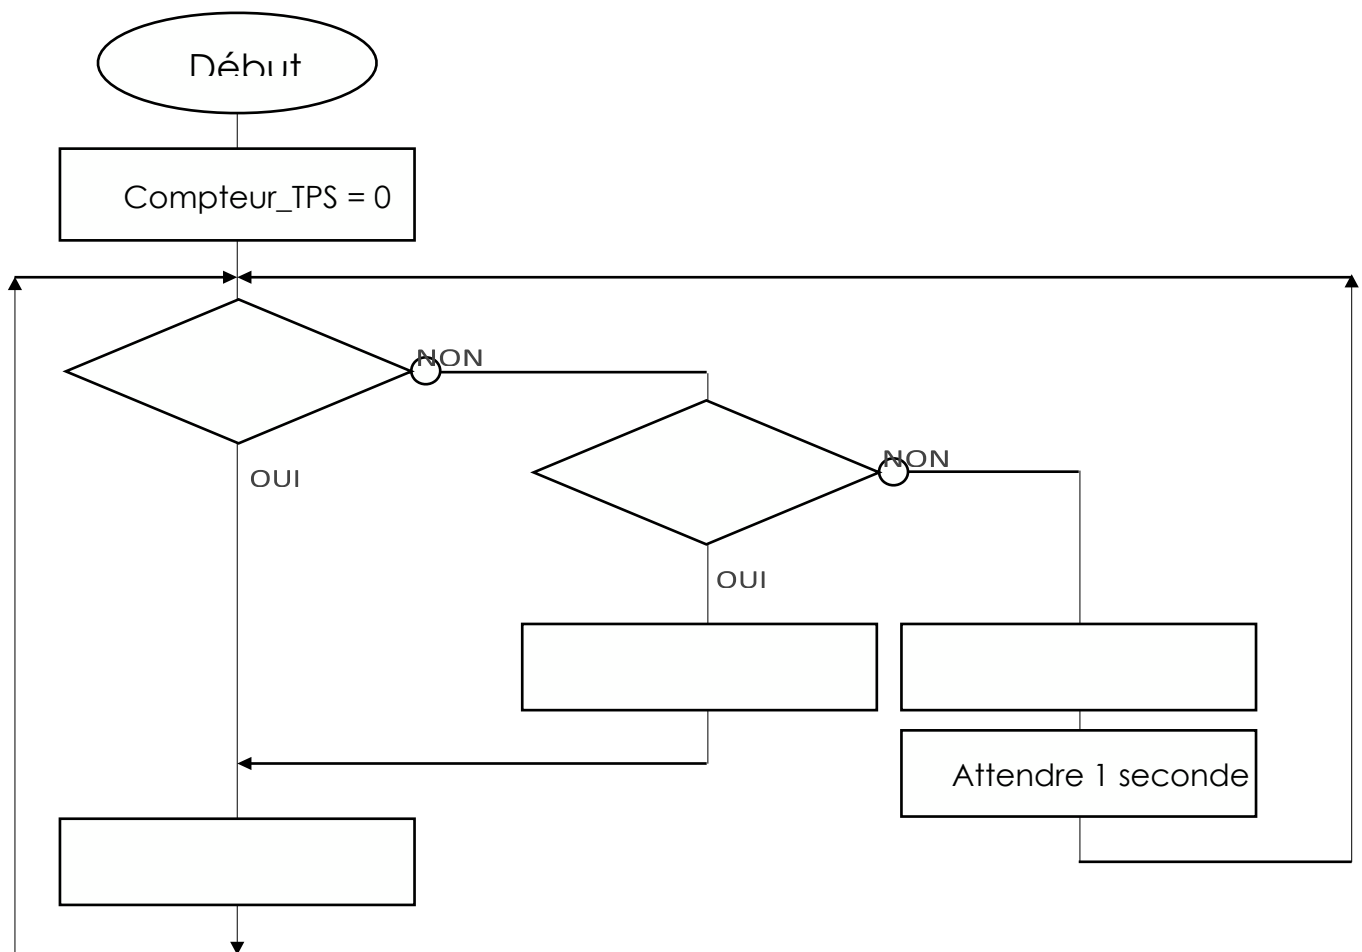 Début
Compteur_TPS = 0
NON
NON
OUI
OUI
Attendre 1 seconde